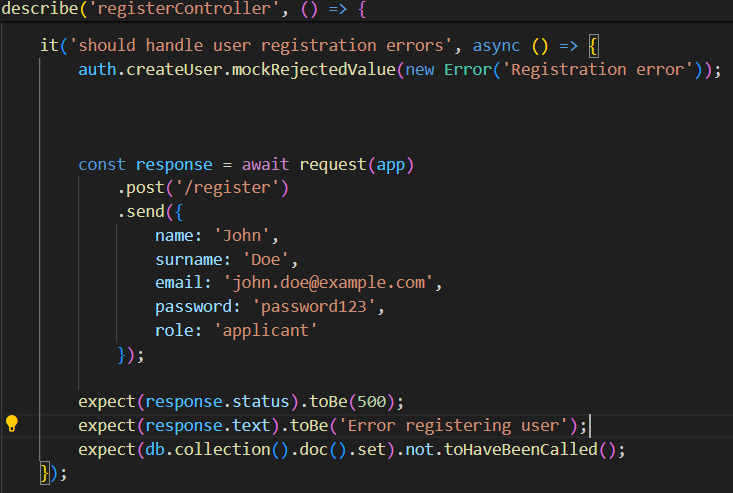 describe('registerController', () => {
it('should handle user registration errors', async () => {
auth.createUser.mockRejectedValue(new Error('Registration error'));
const response = await request(app)
.post('/register')
.send({
name: 'John',
surname: 'Doe',
email: 'john.doe@example.com',
password: 'password123',
role: 'applicant'
});
expect(response.status).toBe(500);
expect(response.text).toBe('Error registering user');
expect(db.collection().doc().set).not.toHaveBeenCalled();
});